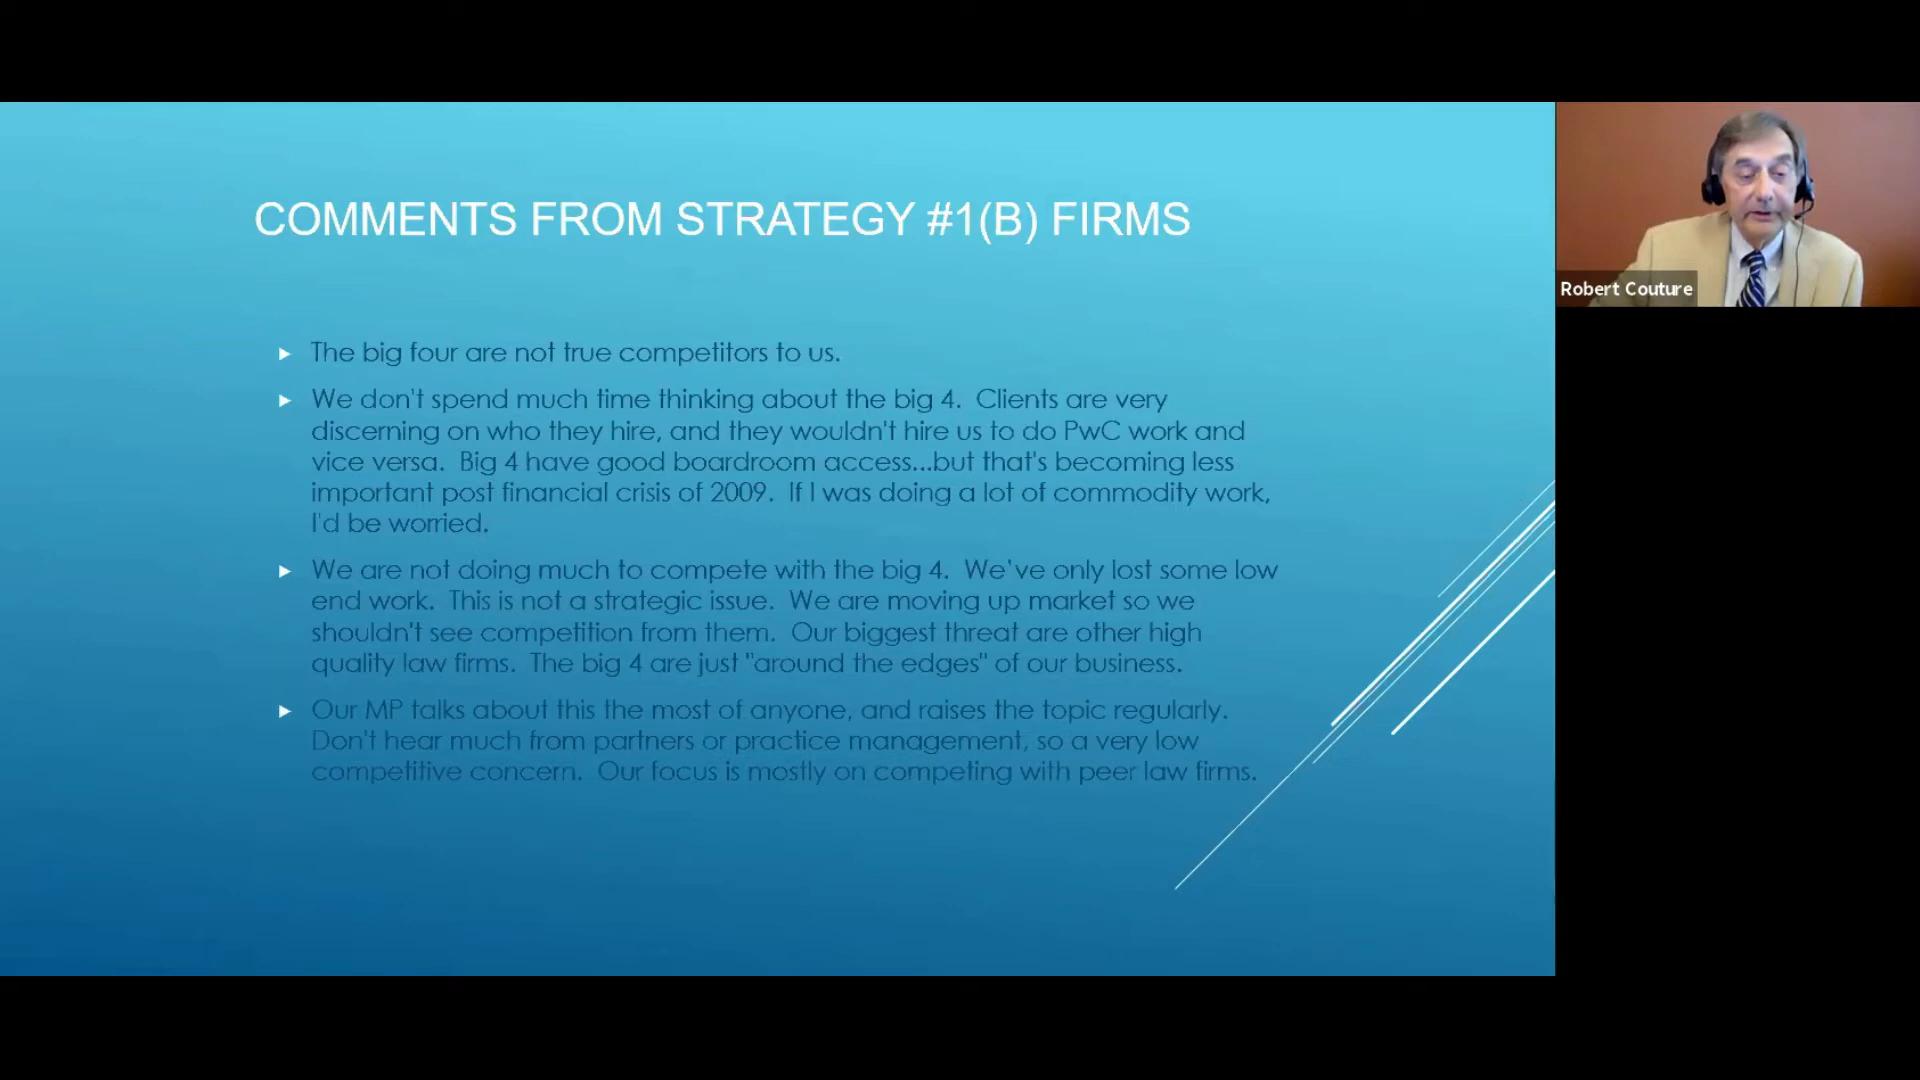 COMMENTS FROM STRATEGY #1(B) FIRMS
The big four are not true competitors to us.
We don't spend much time thinking about the big 4. Clients are very
discerning on who they hire, and they wouldn't hire us to do PwC work and
vice versa. Big 4 have good boardroom access...but that's becoming less
important post financial crisis of 2009. If I was doing a lot of commodity work,
I'd be worried.
We are not doing much to compete with the big 4. We've only lost some low
end work. This is not a strategic issue. We are moving up market so we
shouldn't see competition from them. Our biggest threat are other high
quality law firms. The big 4 are just "around the edges" of our business.
Our MP talks about this the most of anyone, and raises the topic regularly.
Don't hear much from partners or practice management, so a very low
competitive concern. Our focus is mostly on competing with peer law firms.
Robert Couture